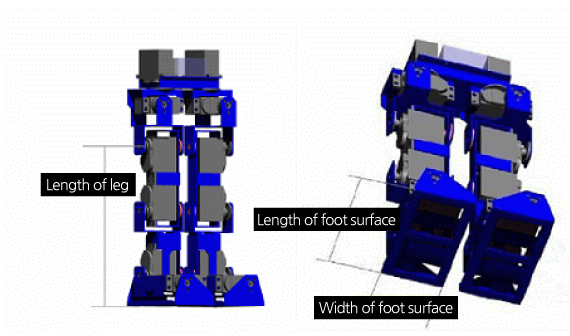 Length of leg
Length of foot surface
Width of foot surface